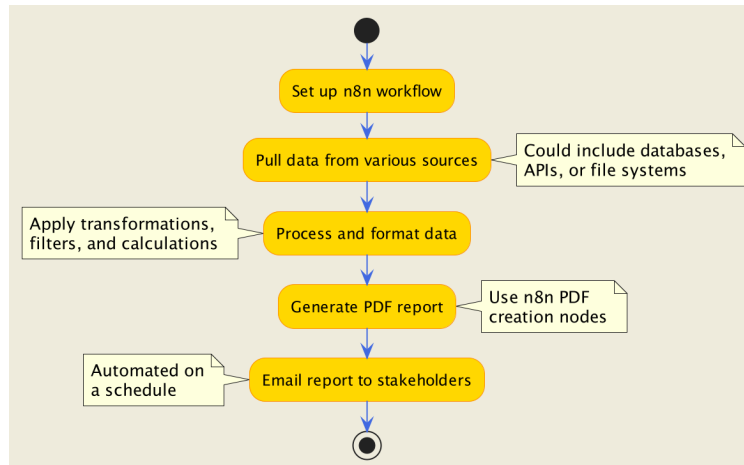 Set up n8n workflow
Pull data from various sources
Could include databases,
APIs, or file systems
Apply transformations,
filters, and calculations
Process and format data
Generate PDF report
Use n8n PDF
creation nodes
Automated on
a schedule
Email report to stakeholders